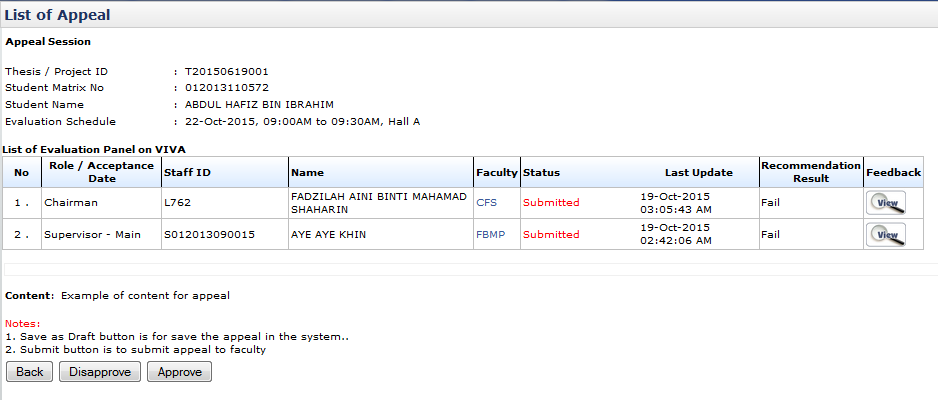 List of Appeal
Appeal Session
Thesis / Project ID : T20150619001
Student Matrix No : 012013110572
Student Name : ABDUL HAFIZ BIN IBRAHIM
Evaluation Schedule : 22-Oct-2015, 09:00AM to 09:30AM, Hall A
List of Evaluation Panel on VIVA
No Role / Acceptance Date Staff ID Name Faculty Status Last Update Recommendation Result Feedback
1 . Chairman L762 FADZILAH AINI BINTI MAHAMAD SHAHARIN CFS Submitted 19-Oct-2015 03:05:43 AM Fail View
2 . Supervisor - Main S012013090015 AYE AYE KHIN FBMP Submitted 19-Oct-2015 02:42:06 AM Fail View
Content: Example of content for appeal
Notes:
1. Save as Draft button is for save the appeal in the system..
2. Submit button is to submit appeal to faculty
Back Disapprove Approve